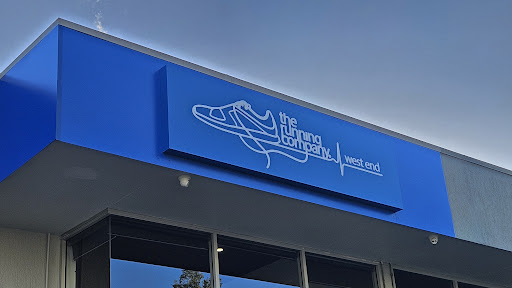 the
running
company
west end